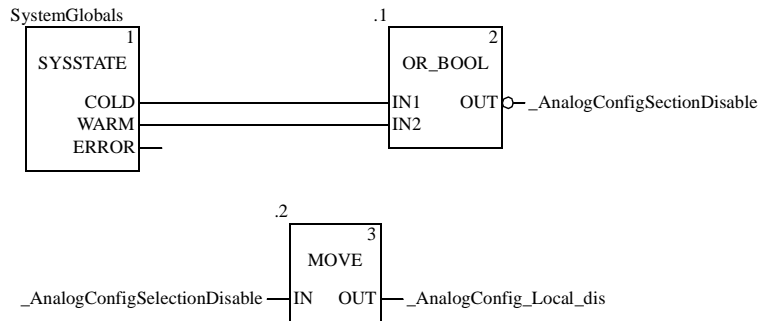 SystemGlobals
.1
1
2
SYSSTATE
OR_BOOL
COLD
IN1
OUT
_AnalogConfigSectionDisable
WARM
IN2
ERROR
.2
3
MOVE
_AnalogConfigSelectionDisable
IN
OUT
_AnalogConfig_Local_dis